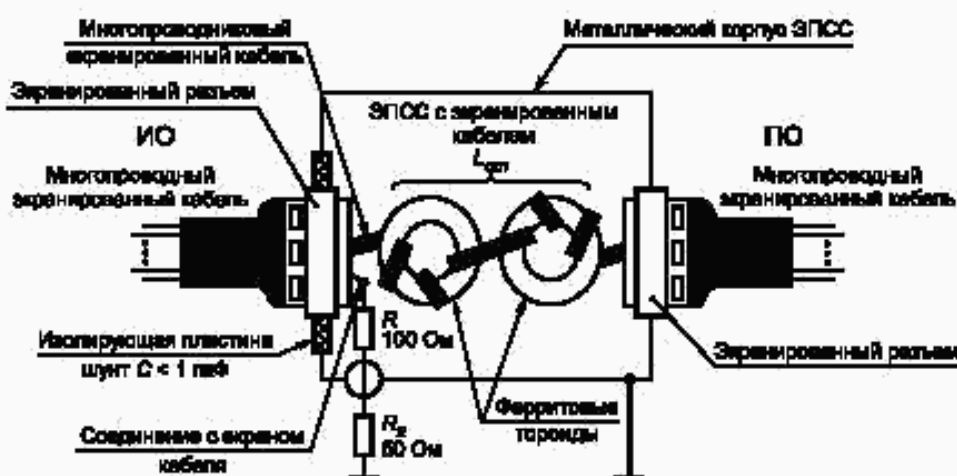 Многопроводниковый
экранированный кабель
Металлический корпус ЭПСС
Экранированный разъем
ЭПСС с экранированным
кабелем
ИО
ПО
Многопроводный
экранированный кабель
Многопроводный
экранированный кабель
R
100 Ом
Изолирующая пластина
шунт C < 1 пкФ
Экранированный разъем
Ферритовые
тороиды
50 Ом
Соединение с экраном
кабеля